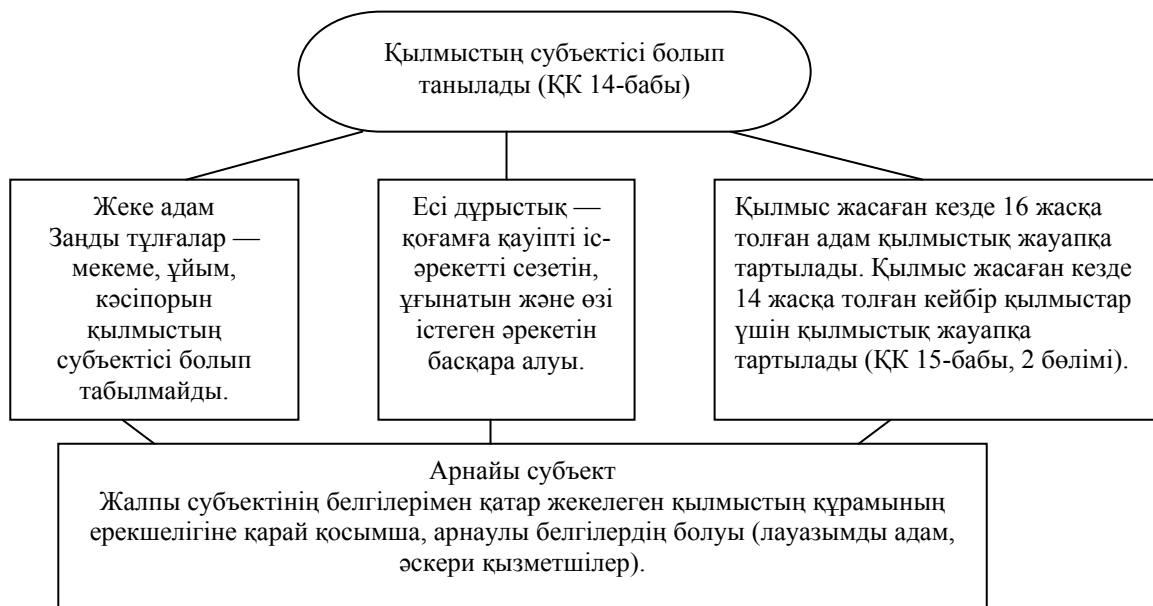 Қылмыстың субъектісі болып
танылады (ҚК 14-бабы)
Жеке адам
Заңды тұлғалар —
мекеме, ұйым,
кәсіпорын
қылмыстың
субъектісі болып
табылмайды.
Есі дұрыстық —
қоғамға қауіпті іс-
әрекетті сезетін,
ұғынатын және өзі
істеген әрекетін
басқара алуы.
Қылмыс жасаған кезде 16 жасқа
толған адам қылмыстық жауапқа
тартылады. Қылмыс жасаған кезде
14 жасқа толған кейбір қылмыстар
үшін қылмыстық жауапқа
тартылады (ҚК 15-бабы, 2 бөлімі).
Арнайы субъект
Жалпы субъектінің белгілерімен қатар жекелеген қылмыстың құрамының
ерекшелігіне қарай қосымша, арнаулы белгілердің болуы (лауазымды адам,
әскери қызметшілер).